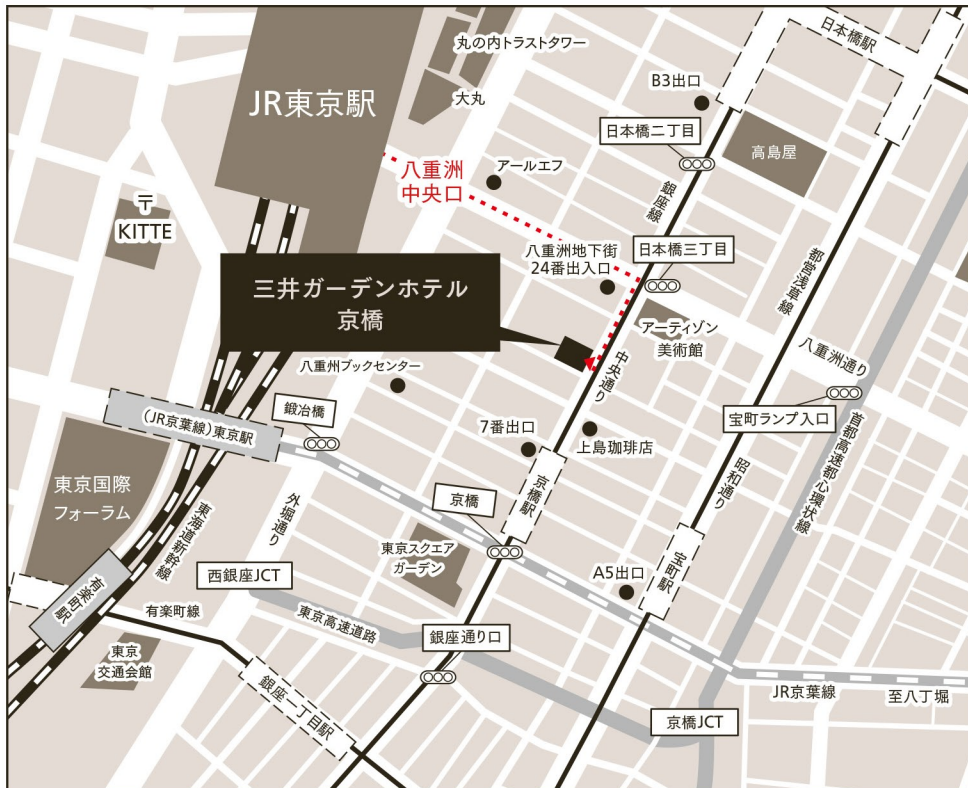 日本橋駅
丸の内トラストタワー
大丸
JR東京駅
B3出口
日本橋二丁目
高島屋
八重洲
中央口
アールエフ
銀座線
〒
KITTE
八重洲地下街
24番出入口
日本橋三丁目
都営浅草線
三井ガーデンホテル
京橋
アーティゾン
美術館
中央通り
八重洲通り
八重州ブックセンター
鍛冶橋
(JR京葉線)東京駅
7番出口
上島珈琲店
宝町ランプ入口
首都高速都心環状線
昭和通り
東京国際
フォーラム
東海道新幹線
外堀通り
京橋
京橋駅
東京スクエア
ガーデン
宝町駅
A5出口
西銀座JCT
有楽町駅
有楽町線
東京高速道路
銀座通り口
東京
交通会館
銀座一丁目駅
JR京葉線
至八丁堀
京橋JCT